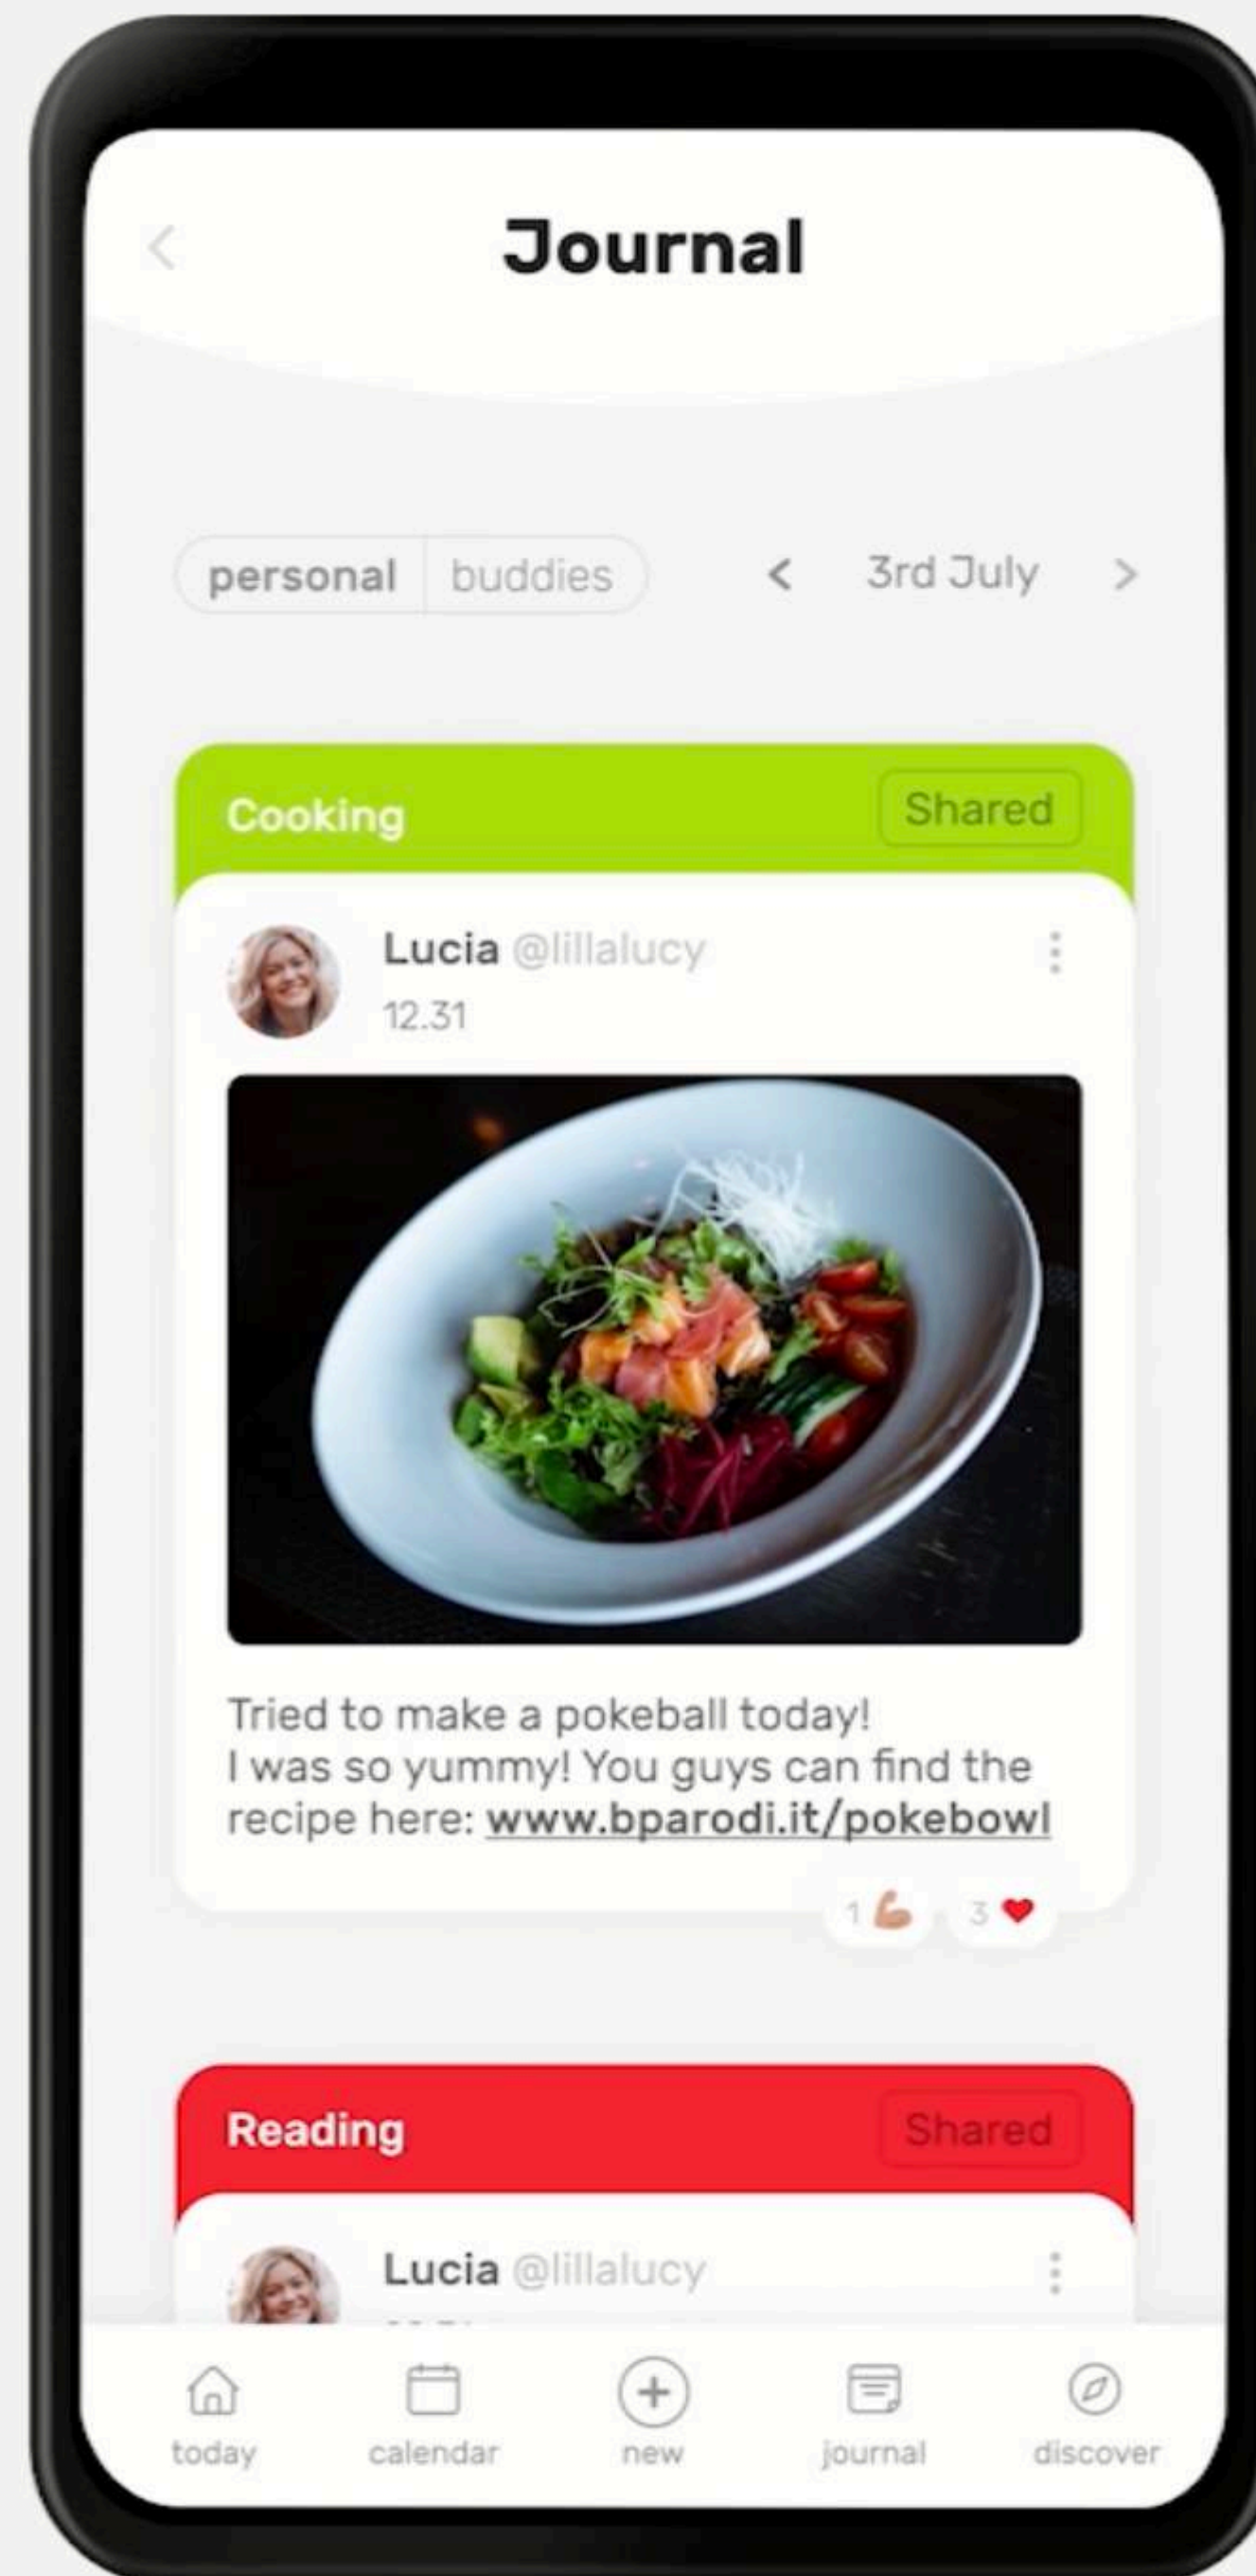 Journal
personal buddies < 3rd July >
Cooking Shared
Lucia @lillalucy
12.31
Tried to make a pokeball today!
I was so yummy! You guys can find the
recipe here: www.bparodi.it/pokebowl
1 💪🏽 3 ❤️
Reading Shared
Lucia @lillalucy
today calendar new journal discover